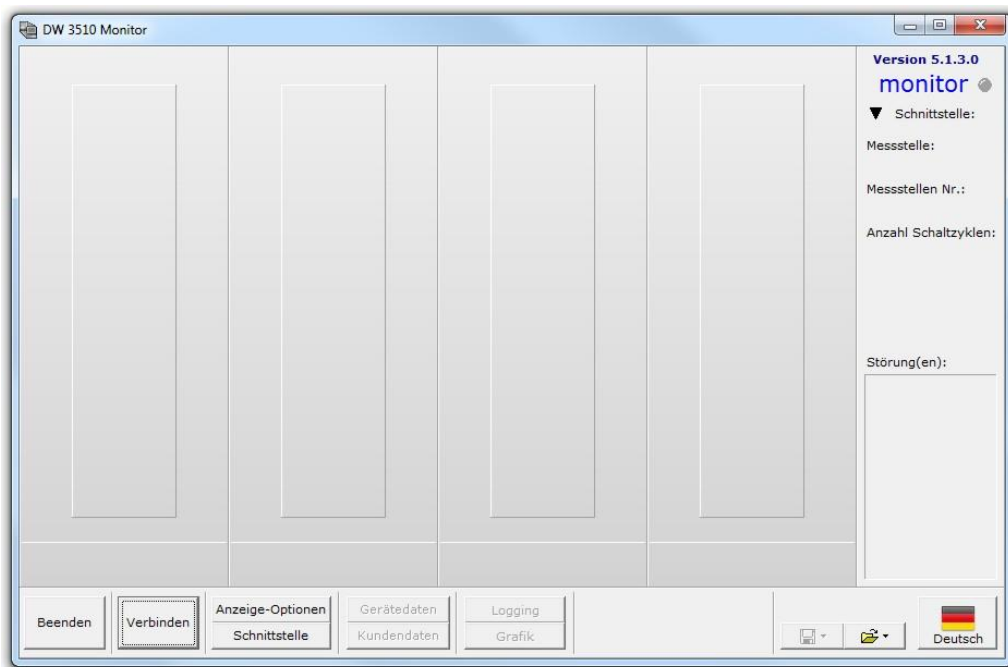 DW 3510 Monitor
Version 5.1.3.0
monitor
Schnittstelle:
Messstelle:
Messstellen Nr.:
Anzahl Schaltzyklen:
Störung(en):
Beenden
Verbinden
Anzeige-Optionen
Schnittstelle
Gerätedaten
Kundendaten
Logging
Grafik
Deutsch